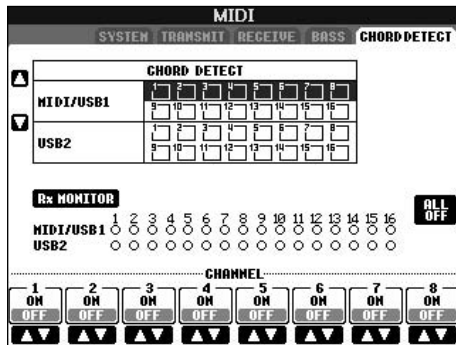 MIDI
SYSTEM TRANSMIT RECEIVE BASS CHORD DETECT
CHORD DETECT
MIDI/USB1
1 2 3 4 5 6 7 8
9 10 11 12 13 14 15 16
USB2
1 2 3 4 5 6 7 8
9 10 11 12 13 14 15 16
Rx MONITOR
ALL OFF
1 2 3 4 5 6 7 8 9 10 11 12 13 14 15 16
MIDI/USB1
USB2
CHANNEL
1 2 3 4 5 6 7 8
ON ON ON ON ON ON ON ON
OFF OFF OFF OFF OFF OFF OFF OFF